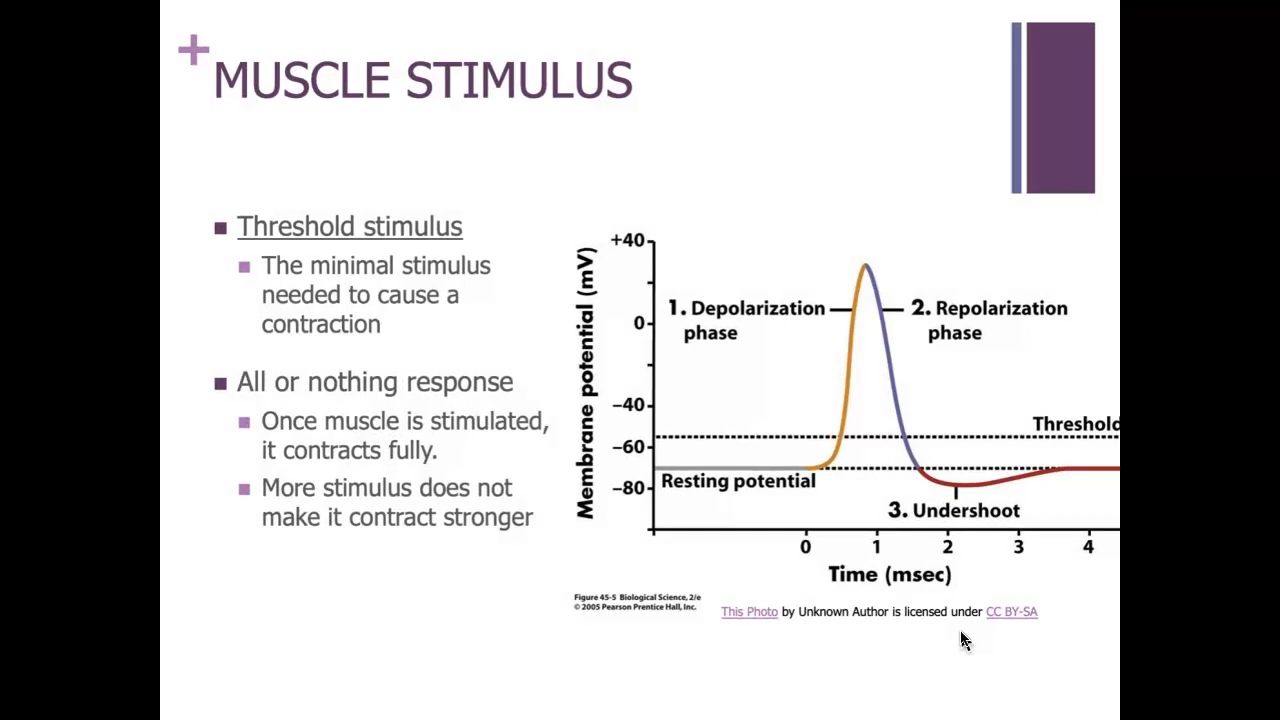 +
MUSCLE STIMULUS
■ Threshold stimulus
■ The minimal stimulus
needed to cause a
contraction
■ All or nothing response
■ Once muscle is stimulated,
it contracts fully.
■ More stimulus does not
make it contract stronger
Membrane potential (mV)
+40
0
–40
–60
–80
1. Depolarization
phase
2. Repolarization
phase
Threshold
Resting potential
3. Undershoot
0 1 2 3 4
Time (msec)
Figure 45-5 Biological Science, 2/e
© 2005 Pearson Prentice Hall, Inc.
This Photo by Unknown Author is licensed under CC BY-SA